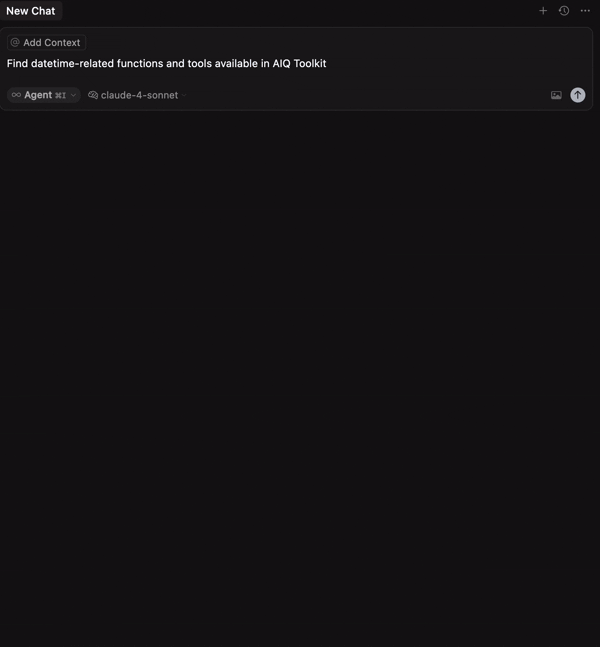 New Chat
@ Add Context
Find datetime-related functions and tools available in AIQ Toolkit
∞ Agent ⌘I claude-4-sonnet